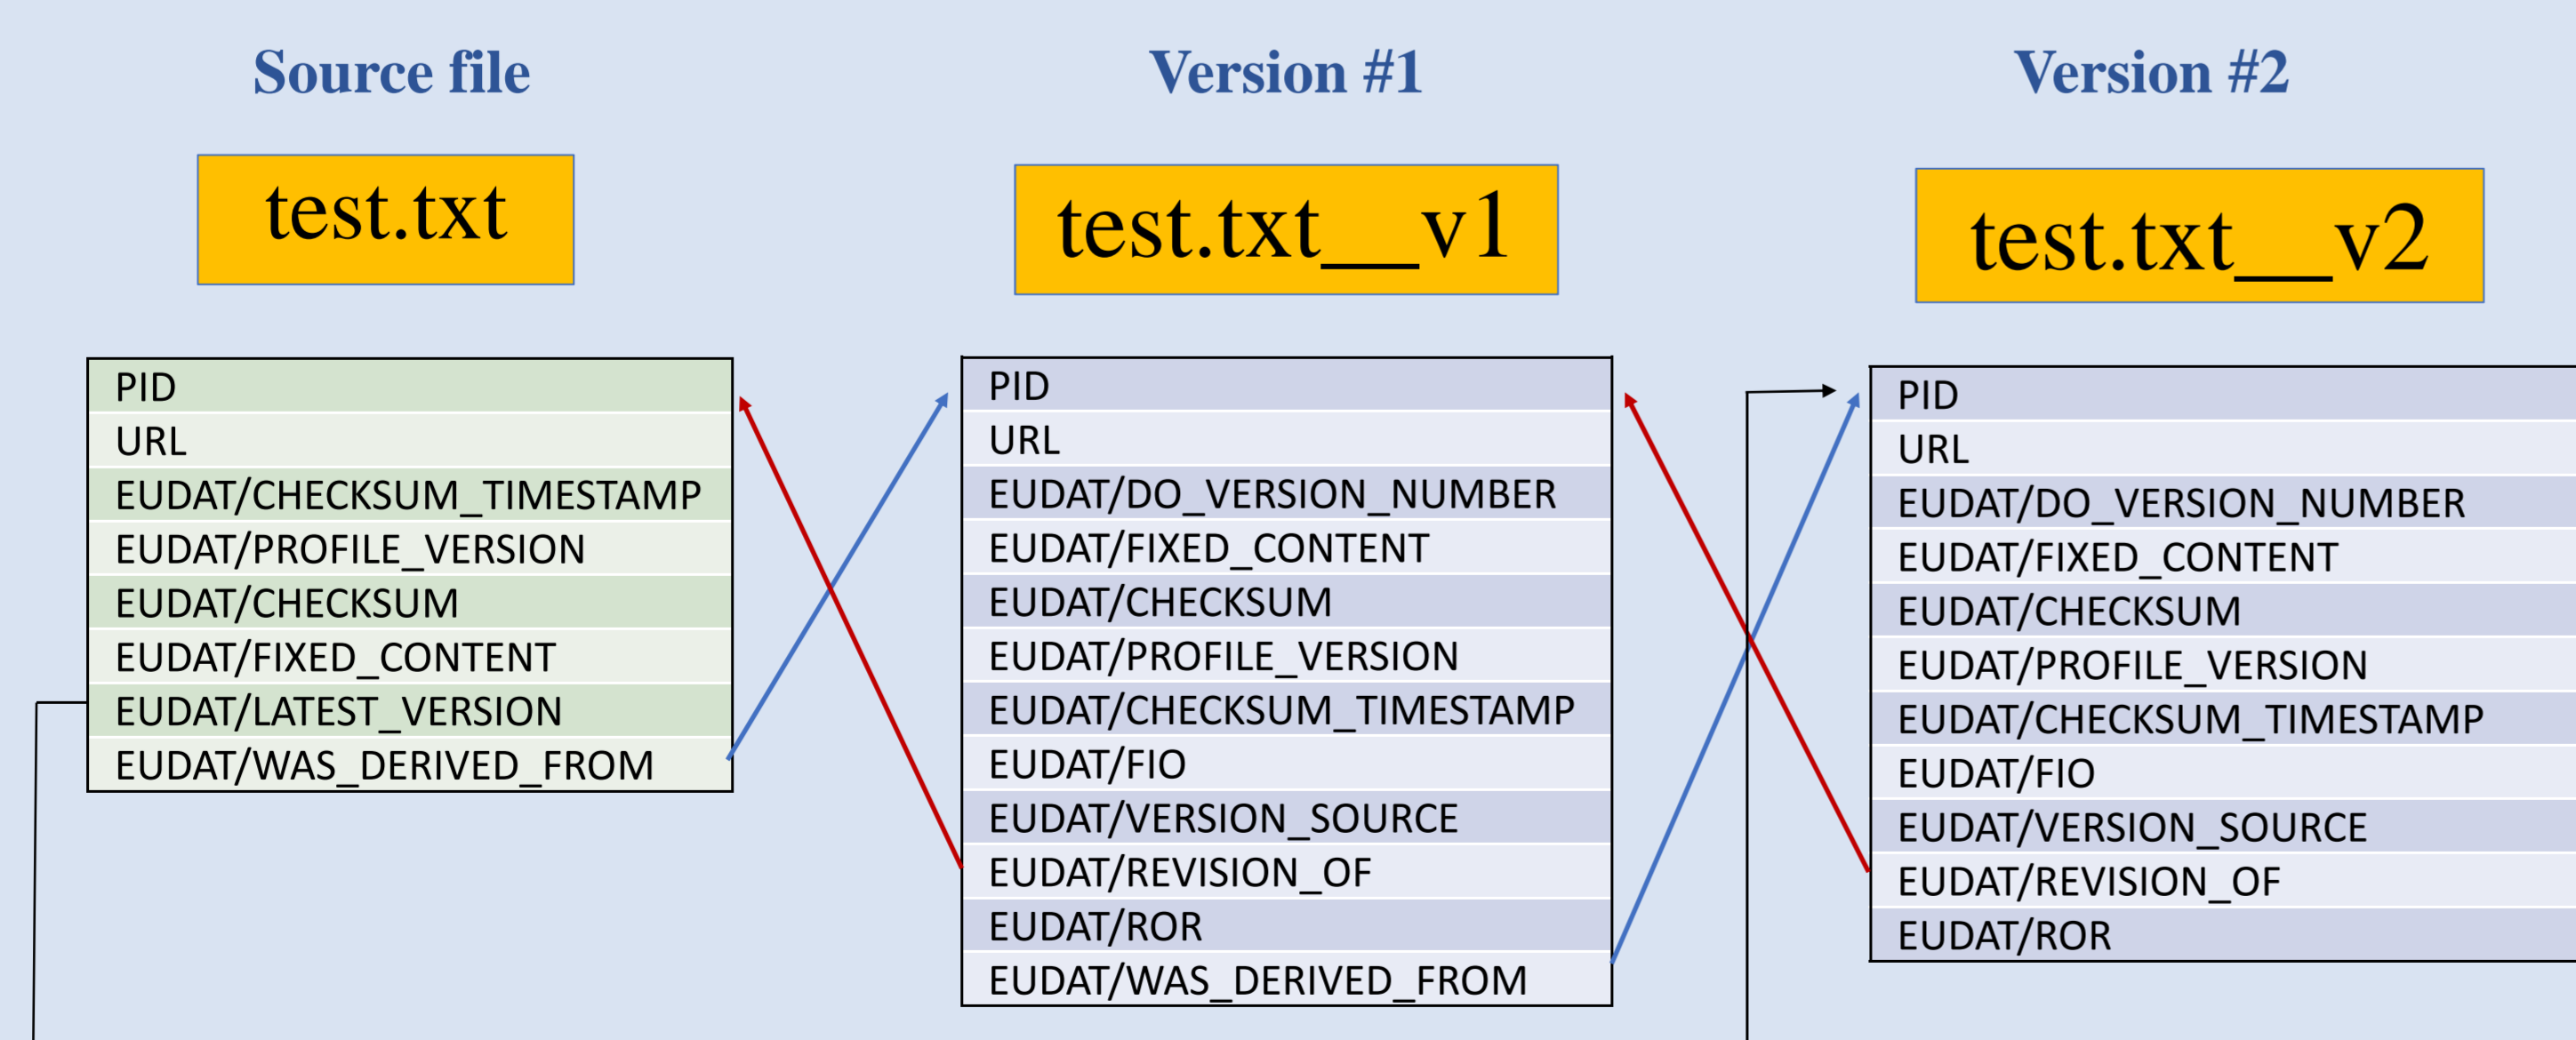 Source file
test.txt
PID
URL
EUDAT/CHECKSUM_TIMESTAMP
EUDAT/PROFILE_VERSION
EUDAT/CHECKSUM
EUDAT/FIXED_CONTENT
EUDAT/LATEST_VERSION
EUDAT/WAS_DERIVED_FROM
Version #1
test.txt__v1
PID
URL
EUDAT/DO_VERSION_NUMBER
EUDAT/FIXED_CONTENT
EUDAT/CHECKSUM
EUDAT/PROFILE_VERSION
EUDAT/CHECKSUM_TIMESTAMP
EUDAT/FIO
EUDAT/VERSION_SOURCE
EUDAT/REVISION_OF
EUDAT/ROR
EUDAT/WAS_DERIVED_FROM
Version #2
test.txt__v2
PID
URL
EUDAT/DO_VERSION_NUMBER
EUDAT/FIXED_CONTENT
EUDAT/CHECKSUM
EUDAT/PROFILE_VERSION
EUDAT/CHECKSUM_TIMESTAMP
EUDAT/FIO
EUDAT/VERSION_SOURCE
EUDAT/REVISION_OF
EUDAT/ROR